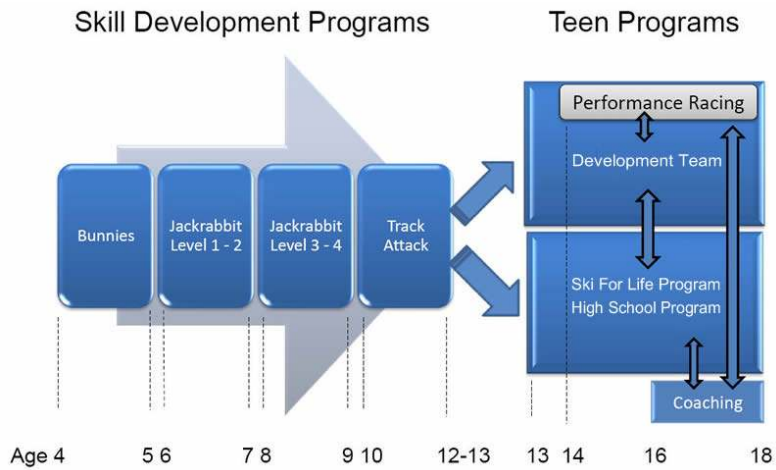 Skill Development Programs
Teen Programs
Bunnies
Jackrabbit
Level 1 - 2
Jackrabbit
Level 3 - 4
Track
Attack
Performance Racing
Development Team
Ski For Life Program
High School Program
Coaching
Age 4 5 6 7 8 9 10 12-13 13 14 16 18